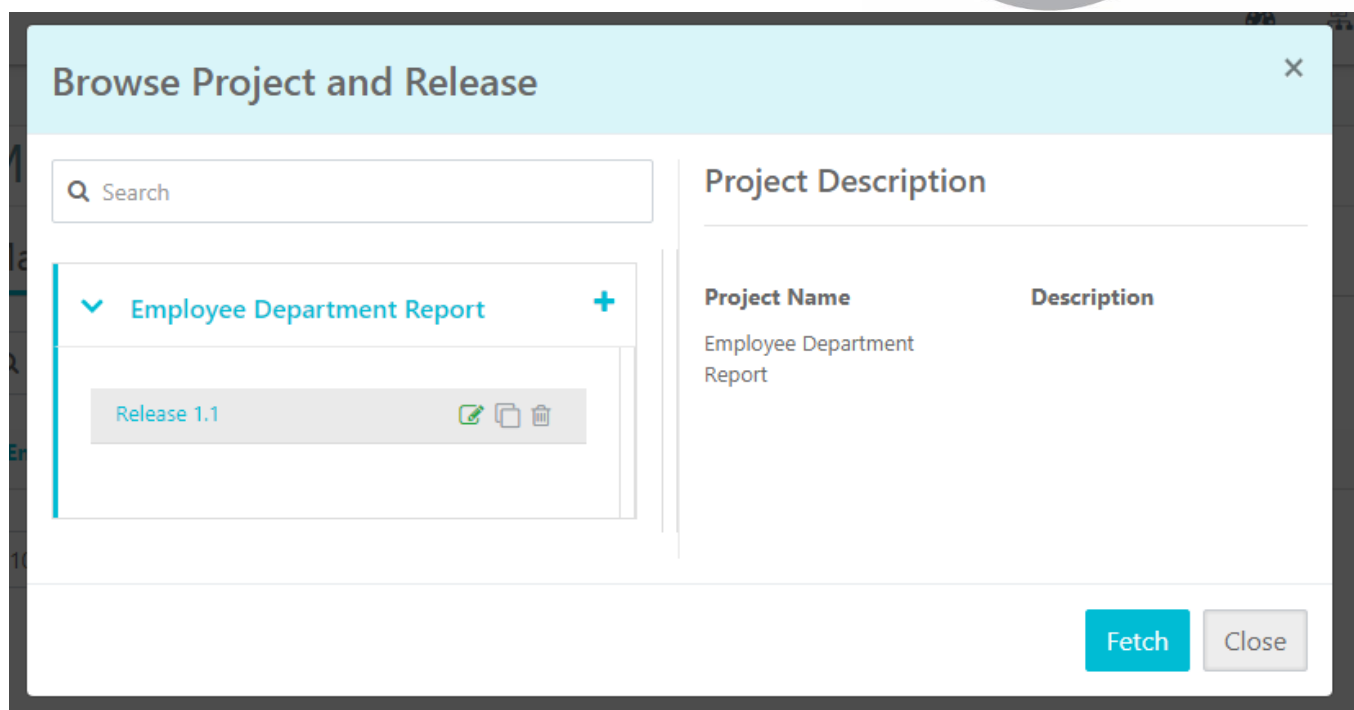 Browse Project and Release
×
Search
Employee Department Report
+
Release 1.1
Project Description
Project Name
Description
Employee Department
Report
Fetch
Close